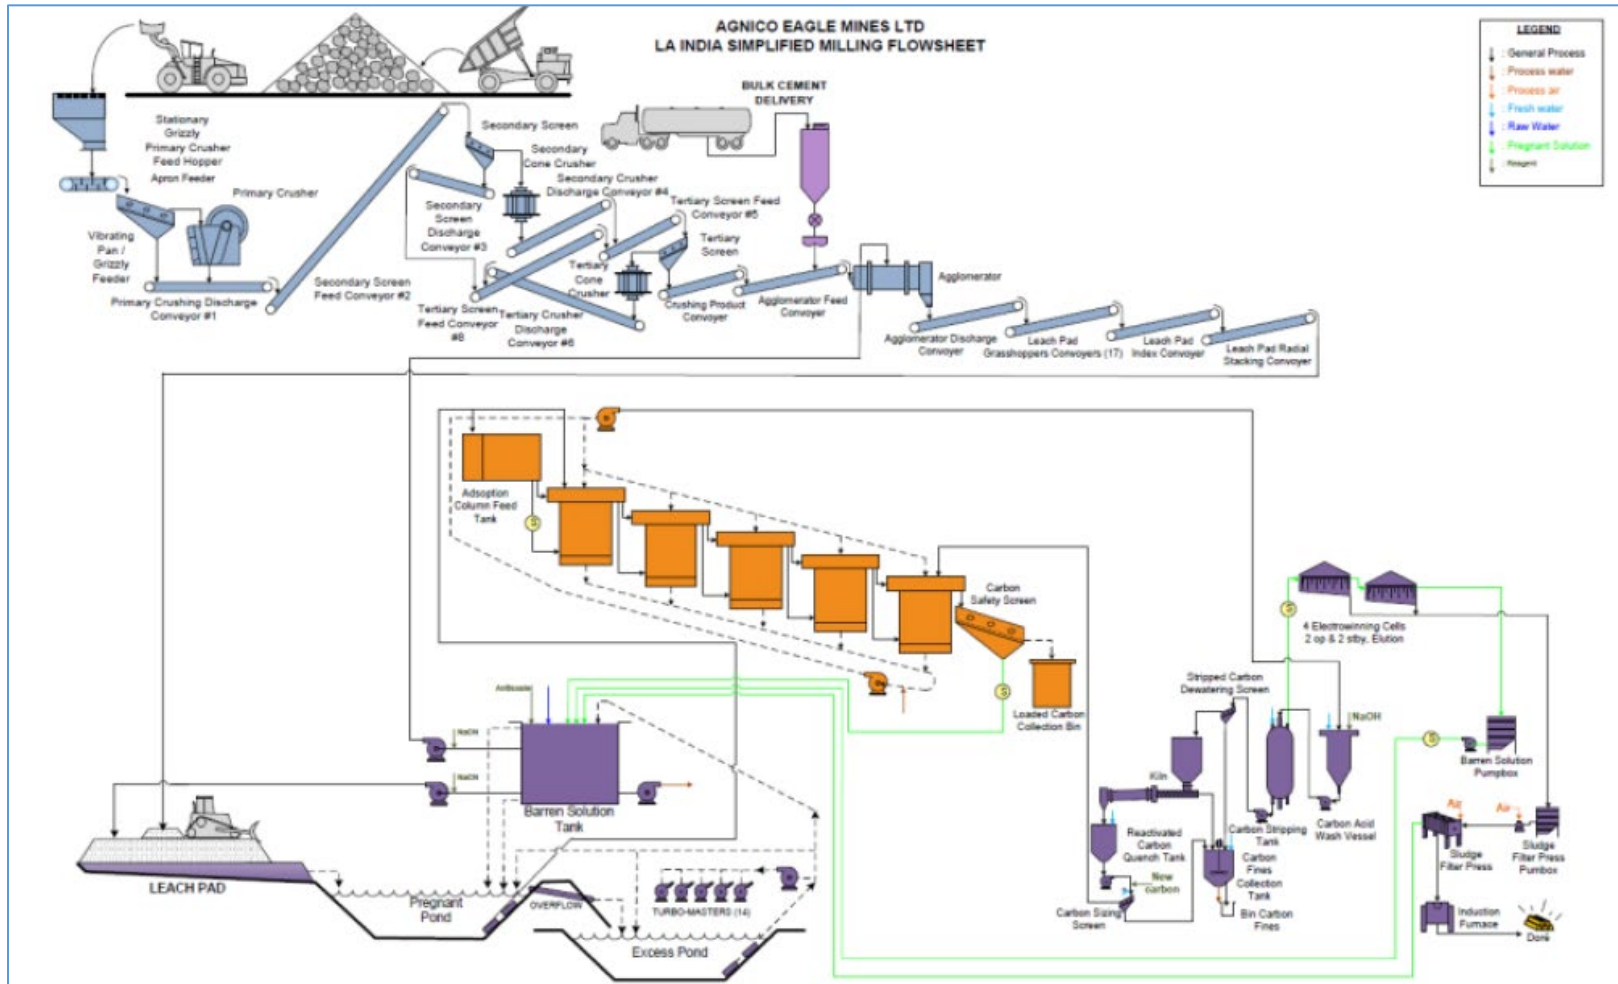 AGNICO EAGLE MINES LTD
LA INDIA SIMPLIFIED MILLING FLOWSHEET
LEGEND
: General Process
: Process water
: Process air
: Fresh water
: Raw Water
: Pregnant Solution
: Reagent
BULK CEMENT
DELIVERY
Stationary
Grizzly
Primary Crusher
Feed Hopper
Apron Feeder
Primary Crusher
Vibrating
Pan /
Grizzly
Feeder
Primary Crushing Discharge
Conveyor #1
Secondary Screen
Feed Conveyor #2
Secondary Screen
Secondary
Cone Crusher
Secondary
Screen
Discharge
Conveyor #3
Secondary Crusher
Discharge Conveyor #4
Tertiary Screen Feed
Conveyor #5
Tertiary
Screen
Tertiary
Cone
Crusher
Tertiary Screen
Feed Conveyor
#8
Tertiary Crusher
Discharge
Conveyor #6
Crushing Product
Convoyer
Agglomerator Feed
Convoyer
Agglomerator
Agglomerator Discharge
Convoyer
Leach Pad
Grasshoppers Convoyers (17)
Leach Pad
Index Convoyer
Leach Pad Radial
Stacking Convoyer
Adsoption
Column Feed
Tank
S
Carbon
Safety Screen
S
Loaded Carbon
Collection Bin
S
4 Electrowinning Cells
2 op & 2 stby. Elution
Stripped Carbon
Dewatering Screen
NaOH
S
Barren Solution
Pumpbox
Kiln
Carbon Stripping
Tank
Carbon Acid
Wash Vessel
Air
Air
Sludge
Filter Press
Sludge
Filter Press
Pumbox
Reactivated
Carbon
Quench Tank
New
carbon
Carbon
Fines
Collection
Tank
Carbon Sizing
Screen
Bin Carbon
Fines
Induction
Furnace
Doré
NaOH
NaOH
Barren Solution
Tank
LEACH PAD
Pregnant
Pond
OVERFLOW
TURBO-MASTERS (14)
Excess Pond